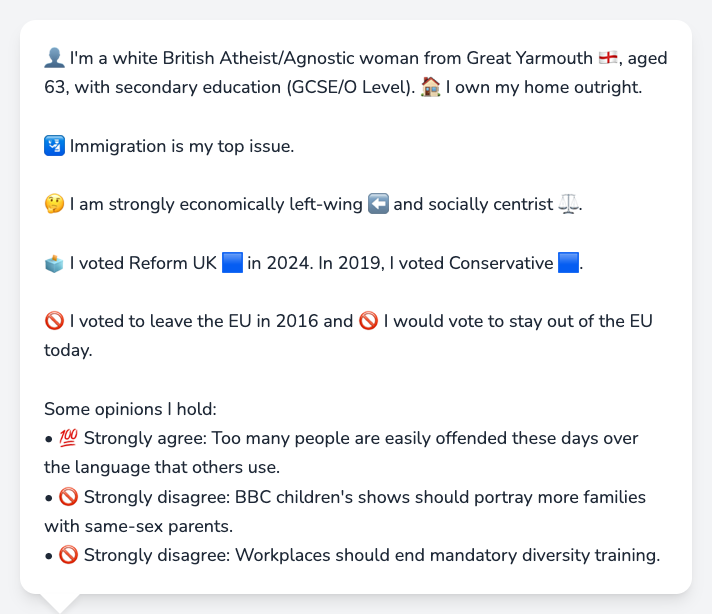 👤 I'm a white British Atheist/Agnostic woman from Great Yarmouth 🏴󠁧󠁢󠁥󠁮󠁧󠁿, aged
63, with secondary education (GCSE/O Level). 🏠 I own my home outright.
🛂 Immigration is my top issue.
🤔 I am strongly economically left-wing ⬅️ and socially centrist ⚖️.
🗳️ I voted Reform UK 🟦 in 2024. In 2019, I voted Conservative 🟦.
🚫 I voted to leave the EU in 2016 and 🚫 I would vote to stay out of the EU
today.
Some opinions I hold:
• 💯 Strongly agree: Too many people are easily offended these days over
the language that others use.
• 🚫 Strongly disagree: BBC children's shows should portray more families
with same-sex parents.
• 🚫 Strongly disagree: Workplaces should end mandatory diversity training.